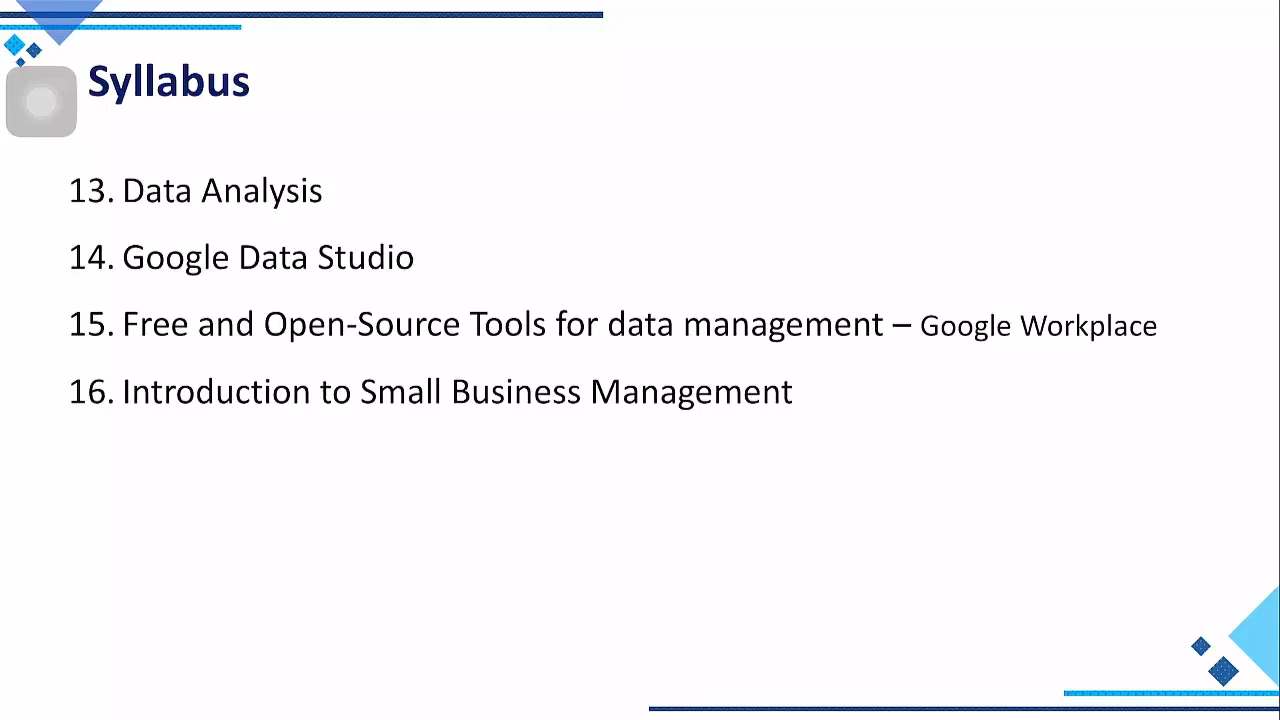 Syllabus
13. Data Analysis
14. Google Data Studio
15. Free and Open-Source Tools for data management – Google Workplace
16. Introduction to Small Business Management